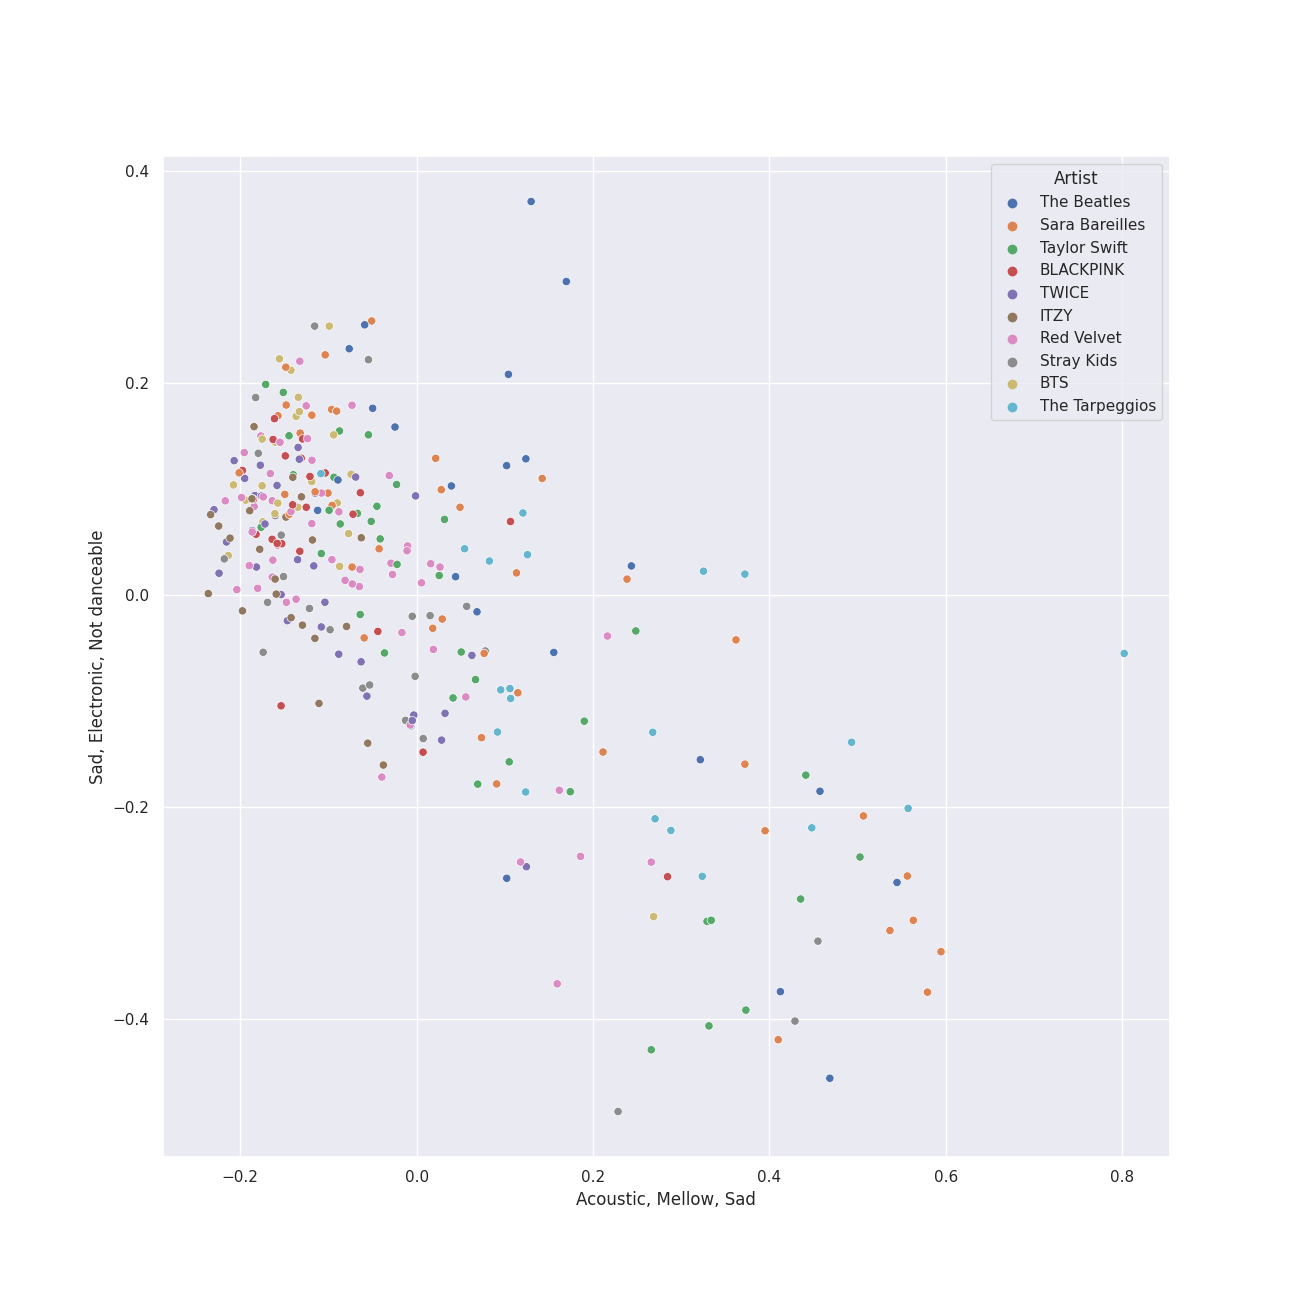 0.4
0.2
0.0
−0.2
−0.4
Sad, Electronic, Not danceable
Artist
The Beatles
Sara Bareilles
Taylor Swift
BLACKPINK
TWICE
ITZY
Red Velvet
Stray Kids
BTS
The Tarpeggios
−0.2
0.0
0.2
0.4
0.6
0.8
Acoustic, Mellow, Sad